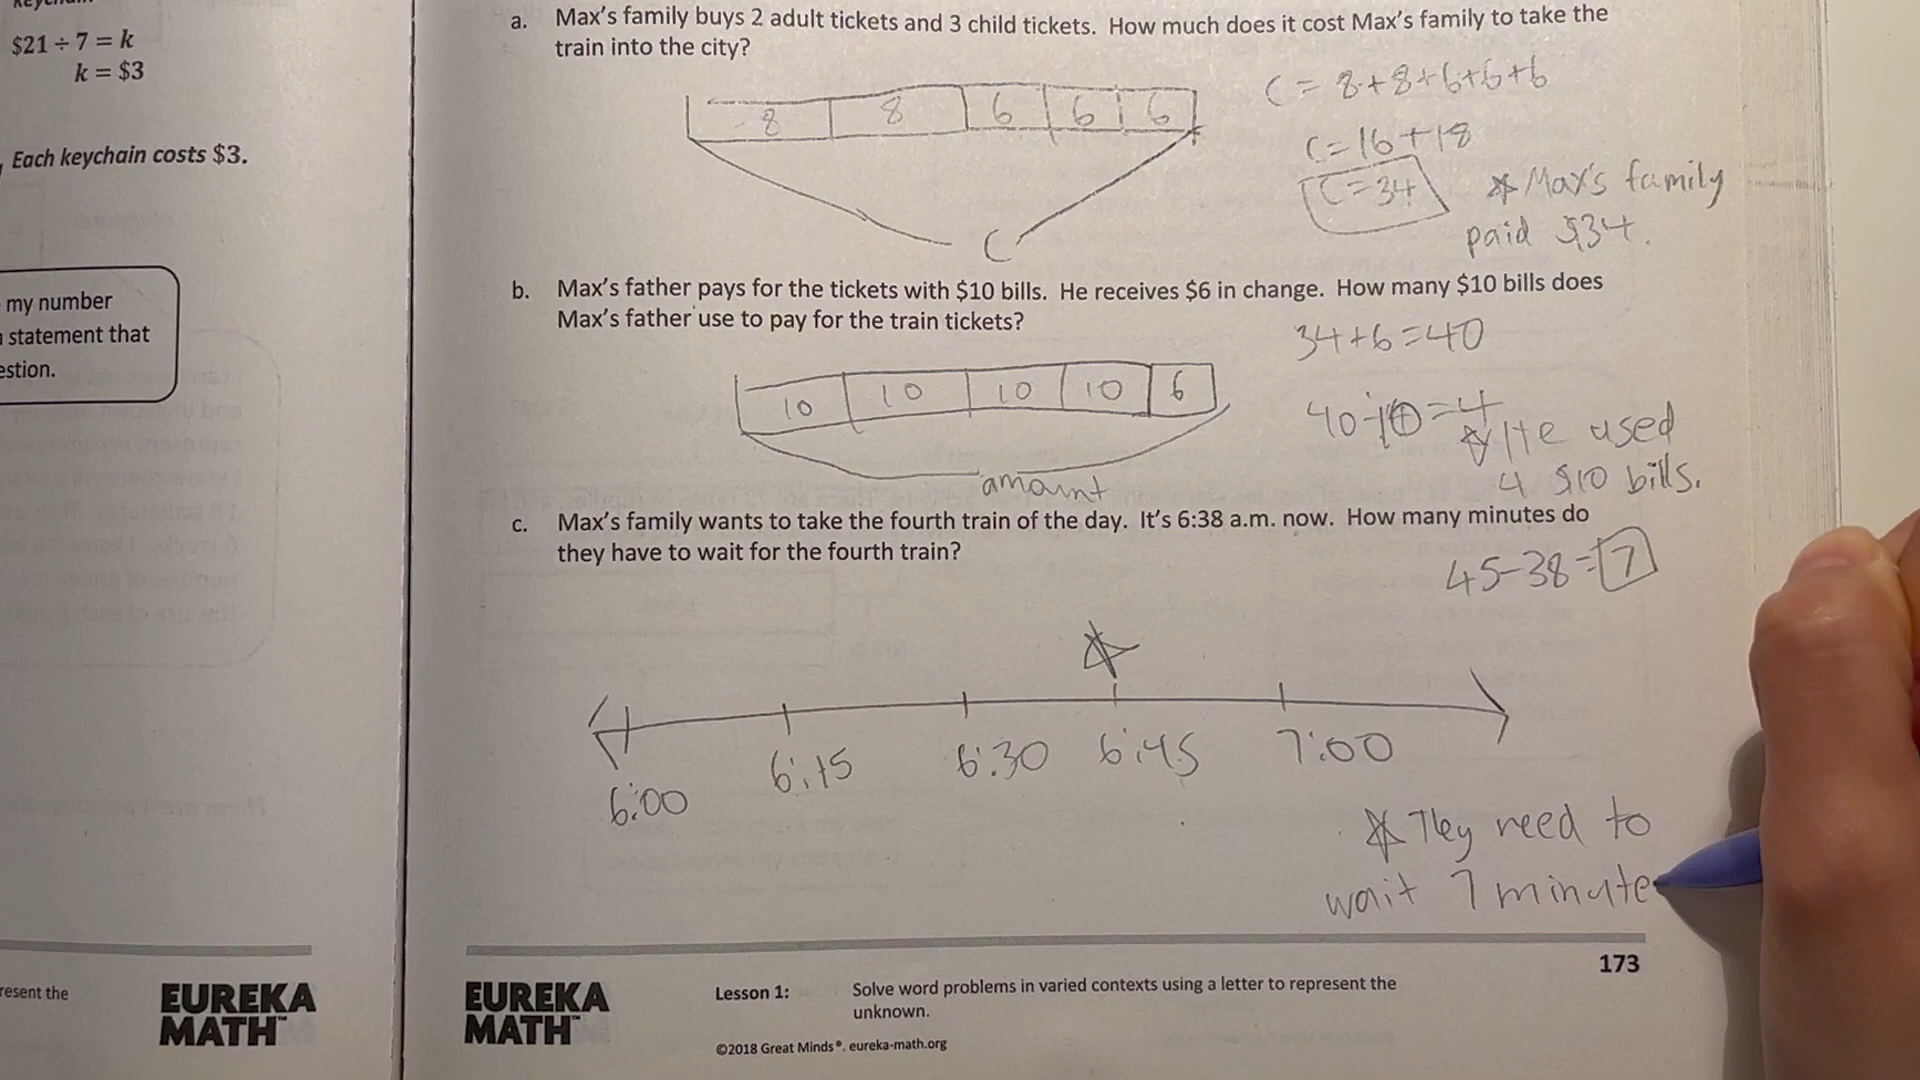 $21 ÷ 7 = k
k = $3
Each keychain costs $3.
my number
statement that
estion.
resent the
EUREKA
MATH™
a. Max's family buys 2 adult tickets and 3 child tickets. How much does it cost Max's family to take the
train into the city?
8 8 6 6 6
C
C = 8+8+6+6+6
C=16+18
C=34
* Max's family
paid $34.
b. Max's father pays for the tickets with $10 bills. He receives $6 in change. How many $10 bills does
Max's father use to pay for the train tickets?
10 10 10 10 6
amount
34+6=40
40÷10=4
* He used
4 $10 bills.
c. Max's family wants to take the fourth train of the day. It's 6:38 a.m. now. How many minutes do
they have to wait for the fourth train?
45-38=7
6:00 6:15 6:30 6:45 7:00
* They need to
wait 7 minute
173
EUREKA
MATH™
Lesson 1: Solve word problems in varied contexts using a letter to represent the
unknown.
©2018 Great Minds®. eureka-math.org